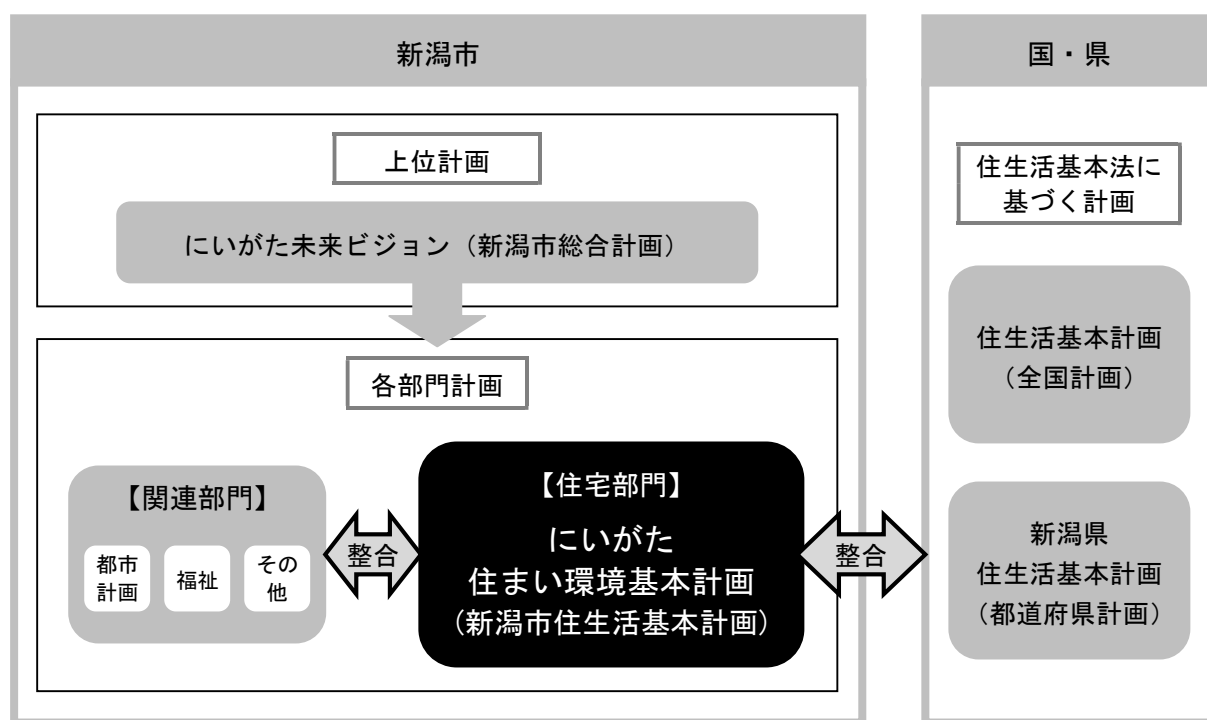 新潟市
上位計画
にいがた未来ビジョン（新潟市総合計画）
各部門計画
【関連部門】
都市
計画
福祉
その
他
整合
【住宅部門】
にいがた
住まい環境基本計画
（新潟市住生活基本計画）
整合
国・県
住生活基本法に
基づく計画
住生活基本計画
（全国計画）
新潟県
住生活基本計画
（都道府県計画）